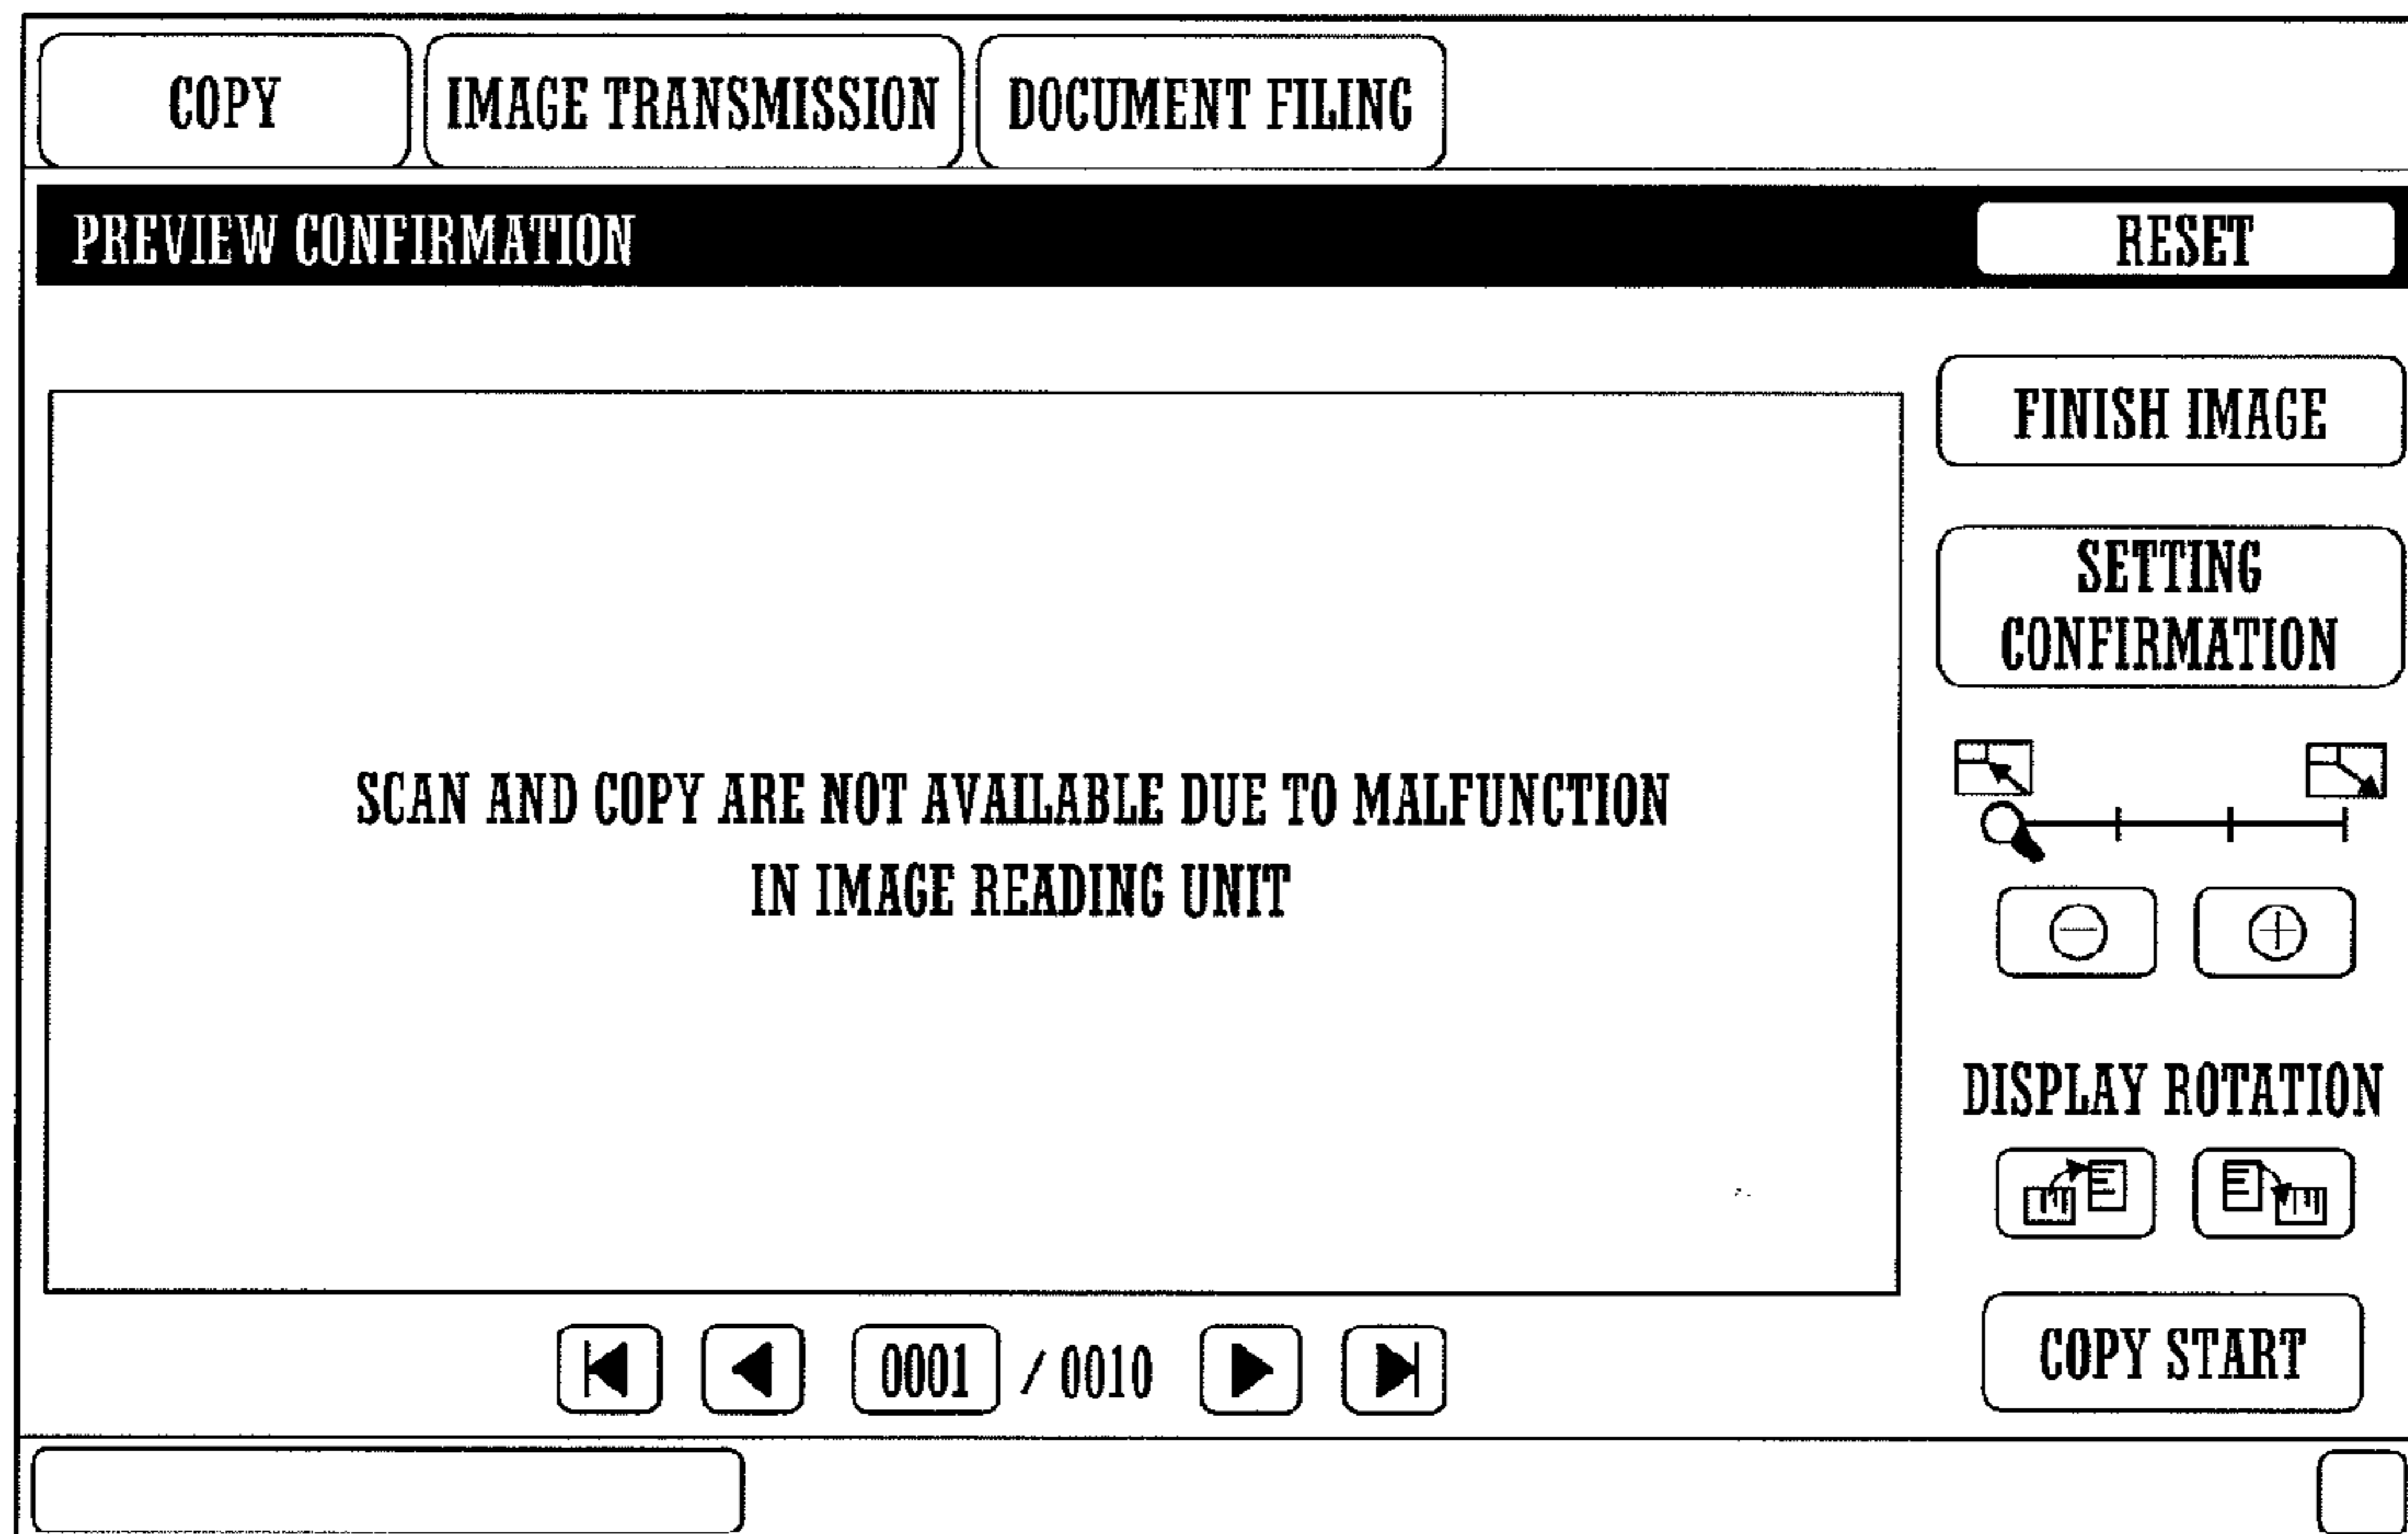 COPY
IMAGE TRANSMISSION
DOCUMENT FILING
PREVIEW CONFIRMATION
RESET
FINISH IMAGE
SETTING
CONFIRMATION
SCAN AND COPY ARE NOT AVAILABLE DUE TO MALFUNCTION
IN IMAGE READING UNIT
DISPLAY ROTATION
0001 / 0010
COPY START